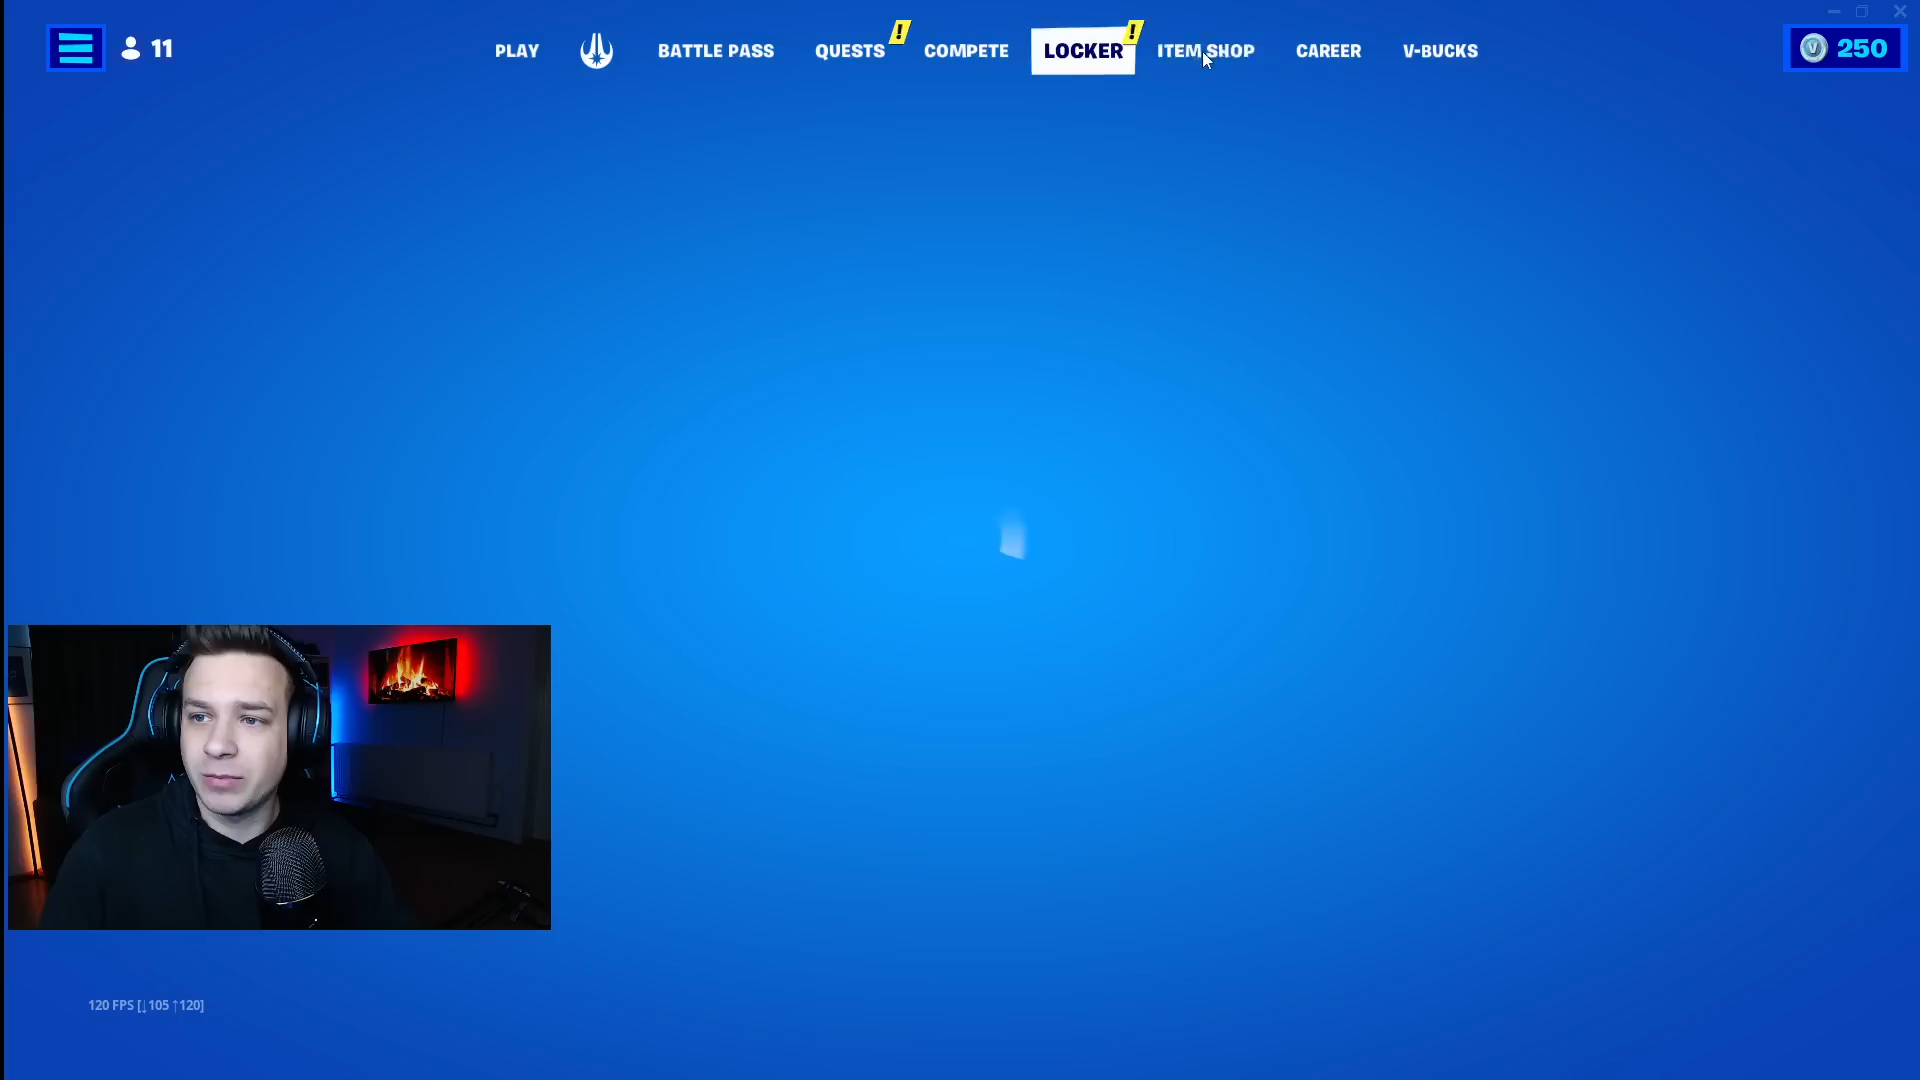 11
PLAY
BATTLE PASS
QUESTS !
COMPETE
LOCKER !
ITEM SHOP
CAREER
V-BUCKS
V 250
120 FPS [↓105 ↑120]